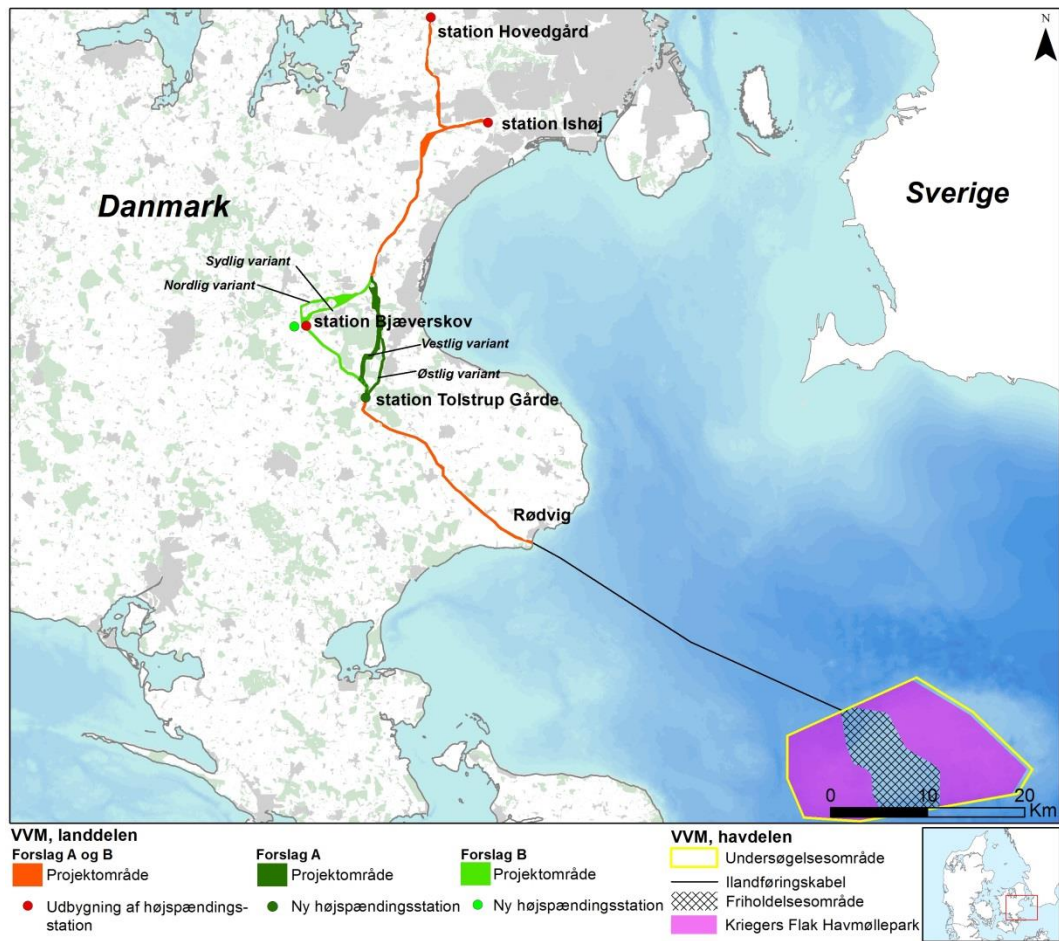 N
station Hovedgård
station Ishøj
Danmark
Sverige
Sydlig variant
Nordlig variant
station Bjæverskov
Vestlig variant
Østlig variant
station Tolstrup Gårde
Rødvig
0 10 20
Km
VVM, landdelen
Forslag A og B
Projektområde
Udbygning af højspændings-
station
Forslag A
Projektområde
Ny højspændingsstation
Forslag B
Projektområde
Ny højspændingsstation
VVM, havdelen
Undersøgelsesområde
Ilandføringskabel
Friholdelsesområde
Kriegers Flak Havmøllepark